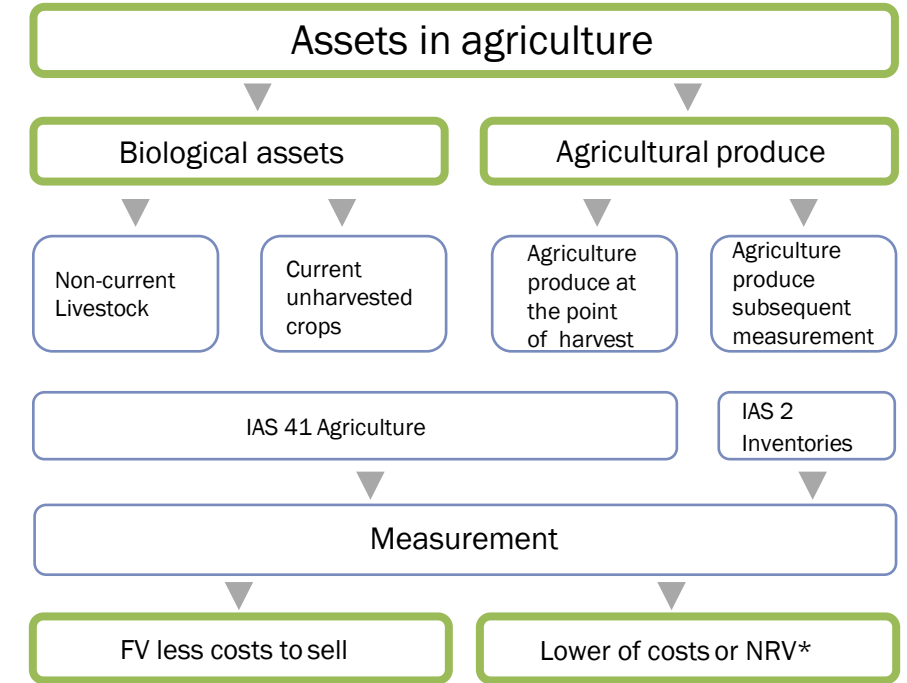 Assets in agriculture
Biological assets
Agricultural produce
Non-current
Livestock
Current
unharvested
crops
Agriculture
produce at
the point
of harvest
Agriculture
produce
subsequent
measurement
IAS 41 Agriculture
IAS 2
Inventories
Measurement
FV less costs to sell
Lower of costs or NRV*